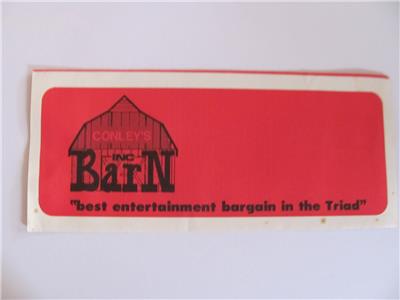 CONLEY'S
INC
BarN
"best entertainment bargain in the Triad"